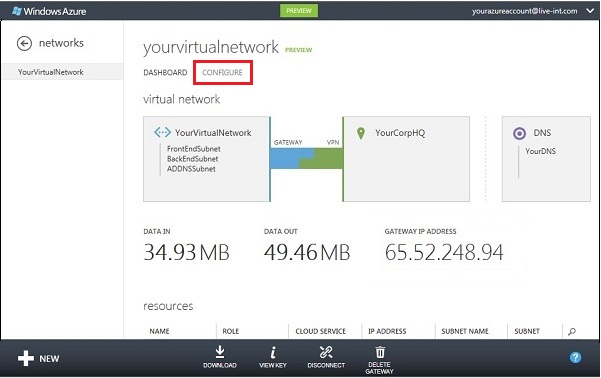 Windows Azure
PREVIEW
yourazureaccount@live-int.com
networks
YourVirtualNetwork
yourvirtualnetwork PREVIEW
DASHBOARD CONFIGURE
virtual network
YourVirtualNetwork
FrontEndSubnet
BackEndSubnet
ADDNSSubnet
GATEWAY VPN
YourCorpHQ
DNS
YourDNS
DATA IN DATA OUT GATEWAY IP ADDRESS
34.93 MB 49.46 MB 65.52.248.94
resources
NAME ROLE CLOUD SERVICE IP ADDRESS SUBNET NAME SUBNET
NEW
DOWNLOAD
VIEW KEY
DISCONNECT
DELETE
GATEWAY
?